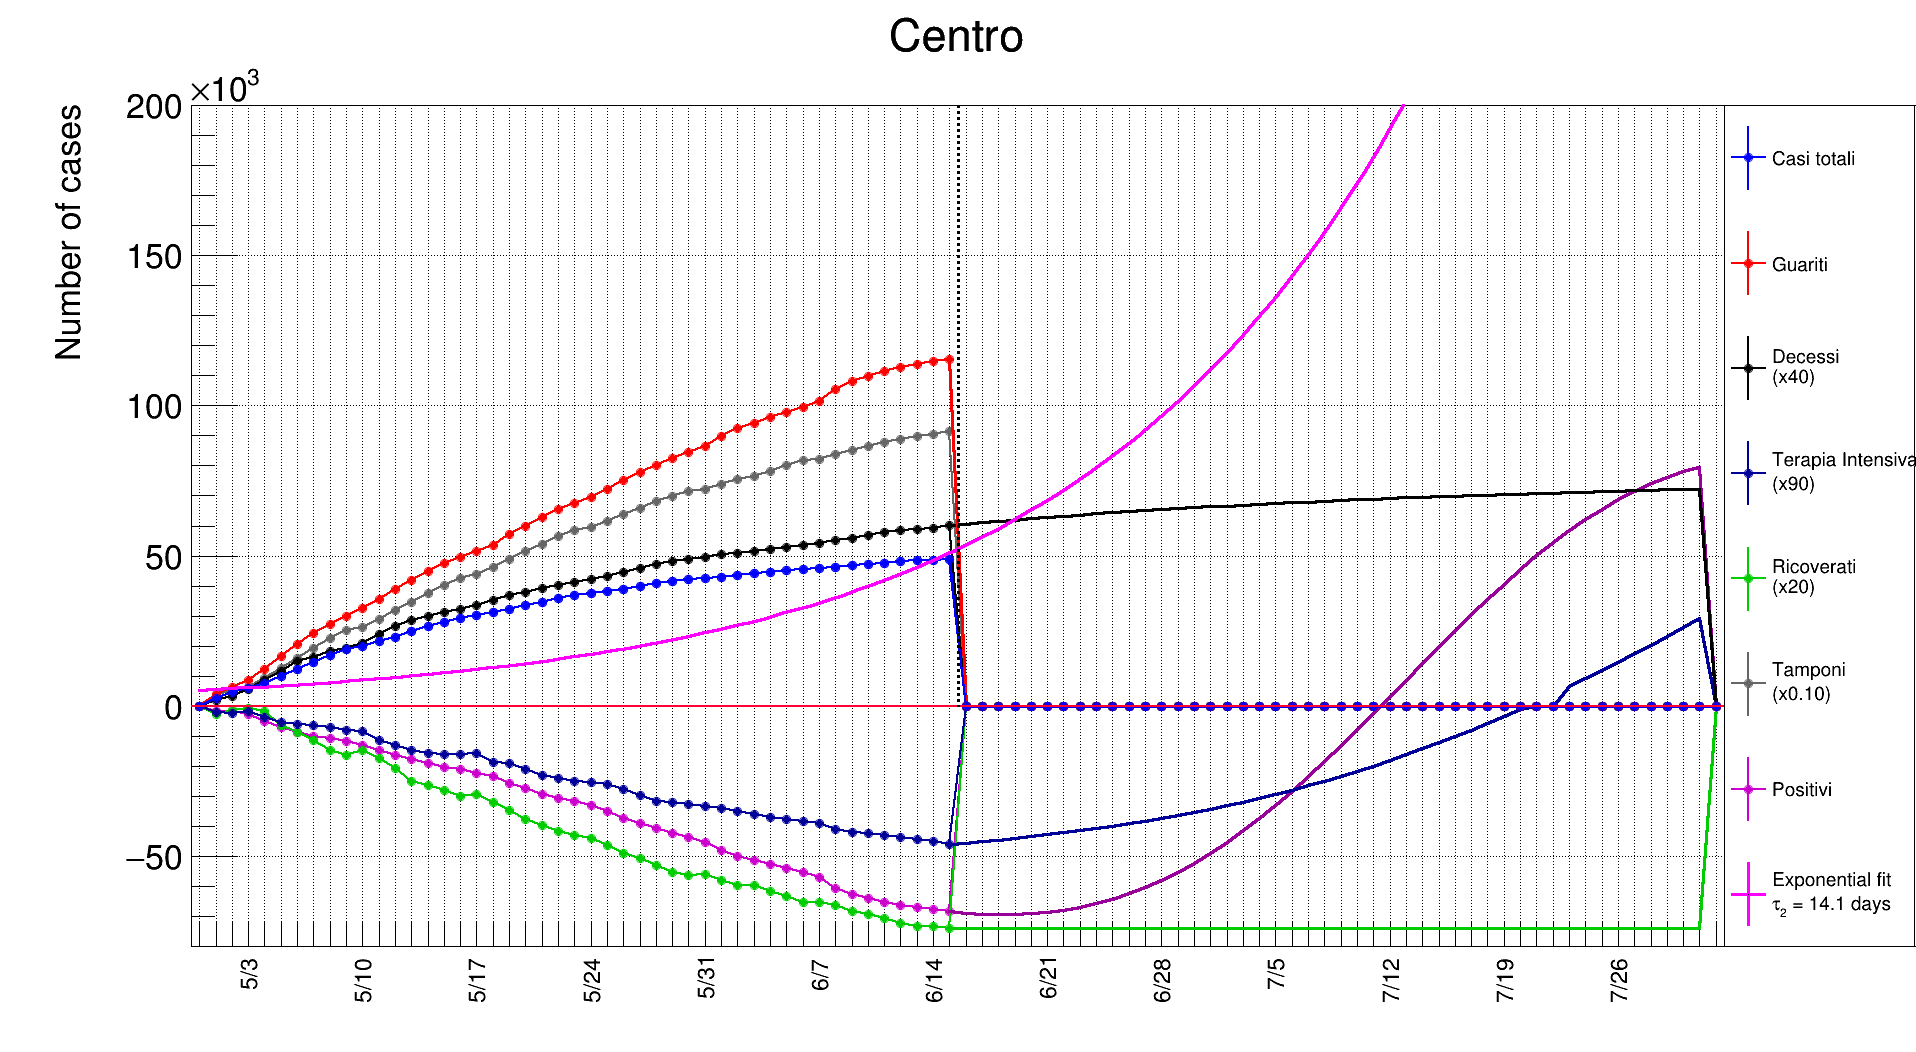 Centro
×10³
Number of cases
200
150
100
50
0
−50
5/3
5/10
5/17
5/24
5/31
6/7
6/14
6/21
6/28
7/5
7/12
7/19
7/26
Casi totali
Guariti
Decessi
(x40)
Terapia Intensiva
(x90)
Ricoverati
(x20)
Tamponi
(x0.10)
Positivi
Exponential fit
τ₂ = 14.1 days